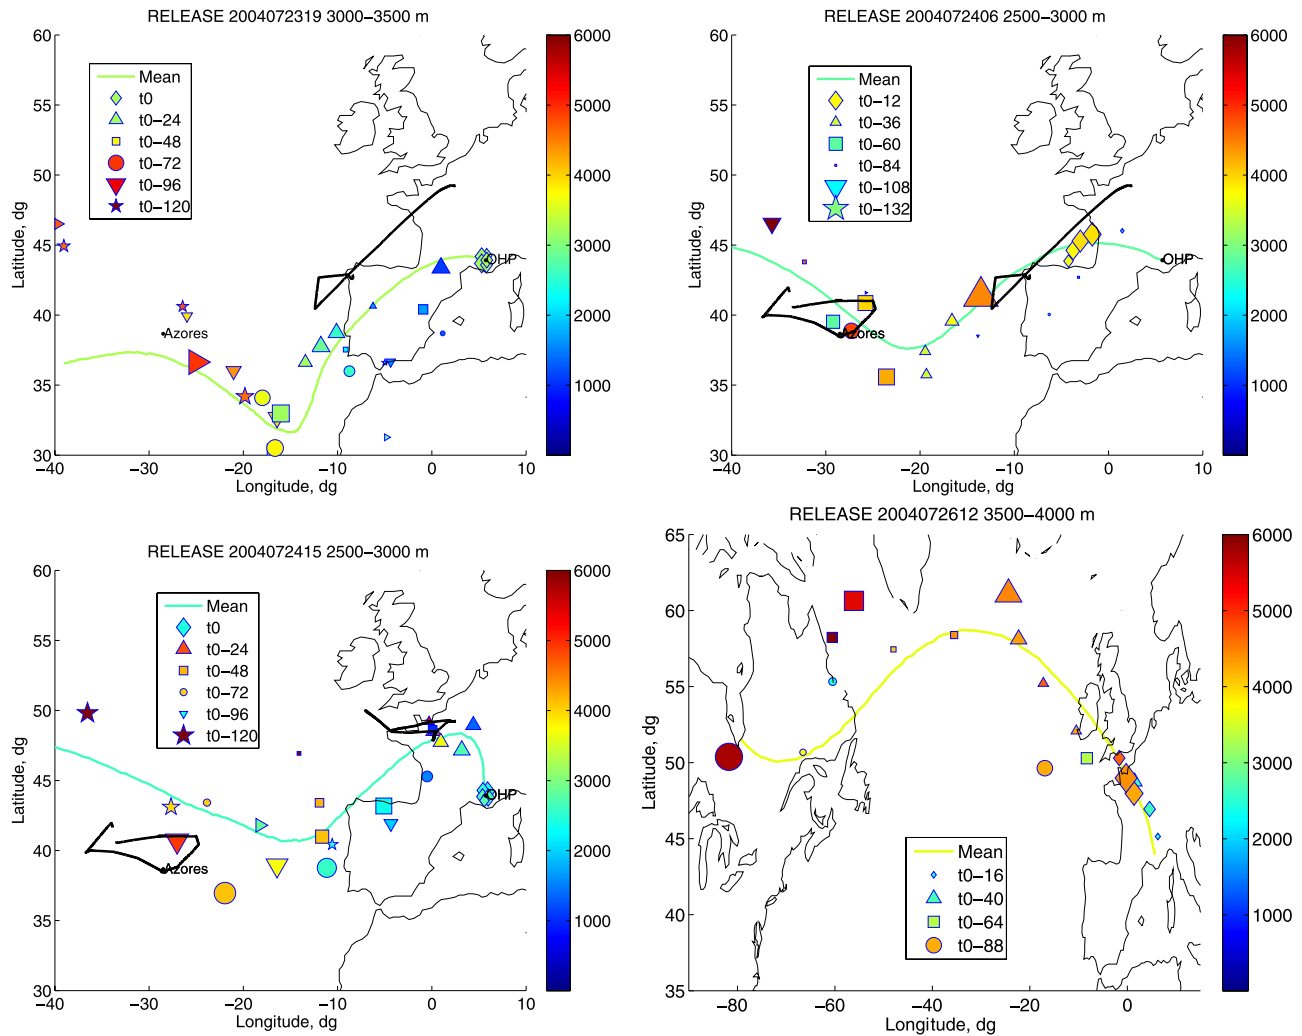 RELEASE 2004072319 3000−3500 m
60
55
50
45
40
35
30
Latitude, dg
−40
−30
−20
−10
0
10
Longitude, dg
Mean
t0
t0−24
t0−48
t0−72
t0−96
t0−120
Azores
OHP
6000
5000
4000
3000
2000
1000
RELEASE 2004072406 2500−3000 m
60
55
50
45
40
35
30
Latitude, dg
−40
−30
−20
−10
0
10
Longitude, dg
Mean
t0−12
t0−36
t0−60
t0−84
t0−108
t0−132
Azores
OHP
6000
5000
4000
3000
2000
1000
RELEASE 2004072415 2500−3000 m
60
55
50
45
40
35
30
Latitude, dg
−40
−30
−20
−10
0
10
Longitude, dg
Mean
t0
t0−24
t0−48
t0−72
t0−96
t0−120
Azores
OHP
6000
5000
4000
3000
2000
1000
RELEASE 2004072612 3500−4000 m
65
60
55
50
45
40
35
Latitude, dg
−80
−60
−40
−20
0
Longitude, dg
Mean
t0−16
t0−40
t0−64
t0−88
6000
5000
4000
3000
2000
1000